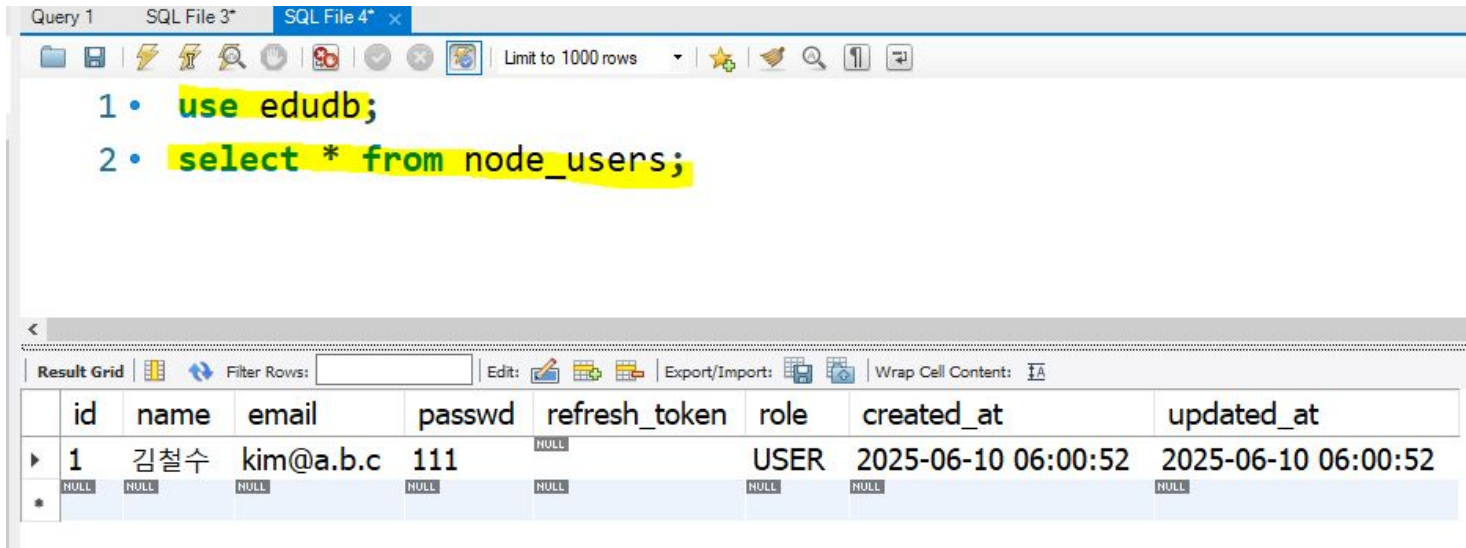 Query 1 SQL File 3* SQL File 4* ×
Limit to 1000 rows
1 • use edudb;
2 • select * from node_users;
Result Grid Filter Rows: Edit: Export/Import: Wrap Cell Content: IA
id name email passwd refresh_token role created_at updated_at
1 김철수 kim@a.b.c 111 NULL USER 2025-06-10 06:00:52 2025-06-10 06:00:52
* NULL NULL NULL NULL NULL NULL NULL NULL